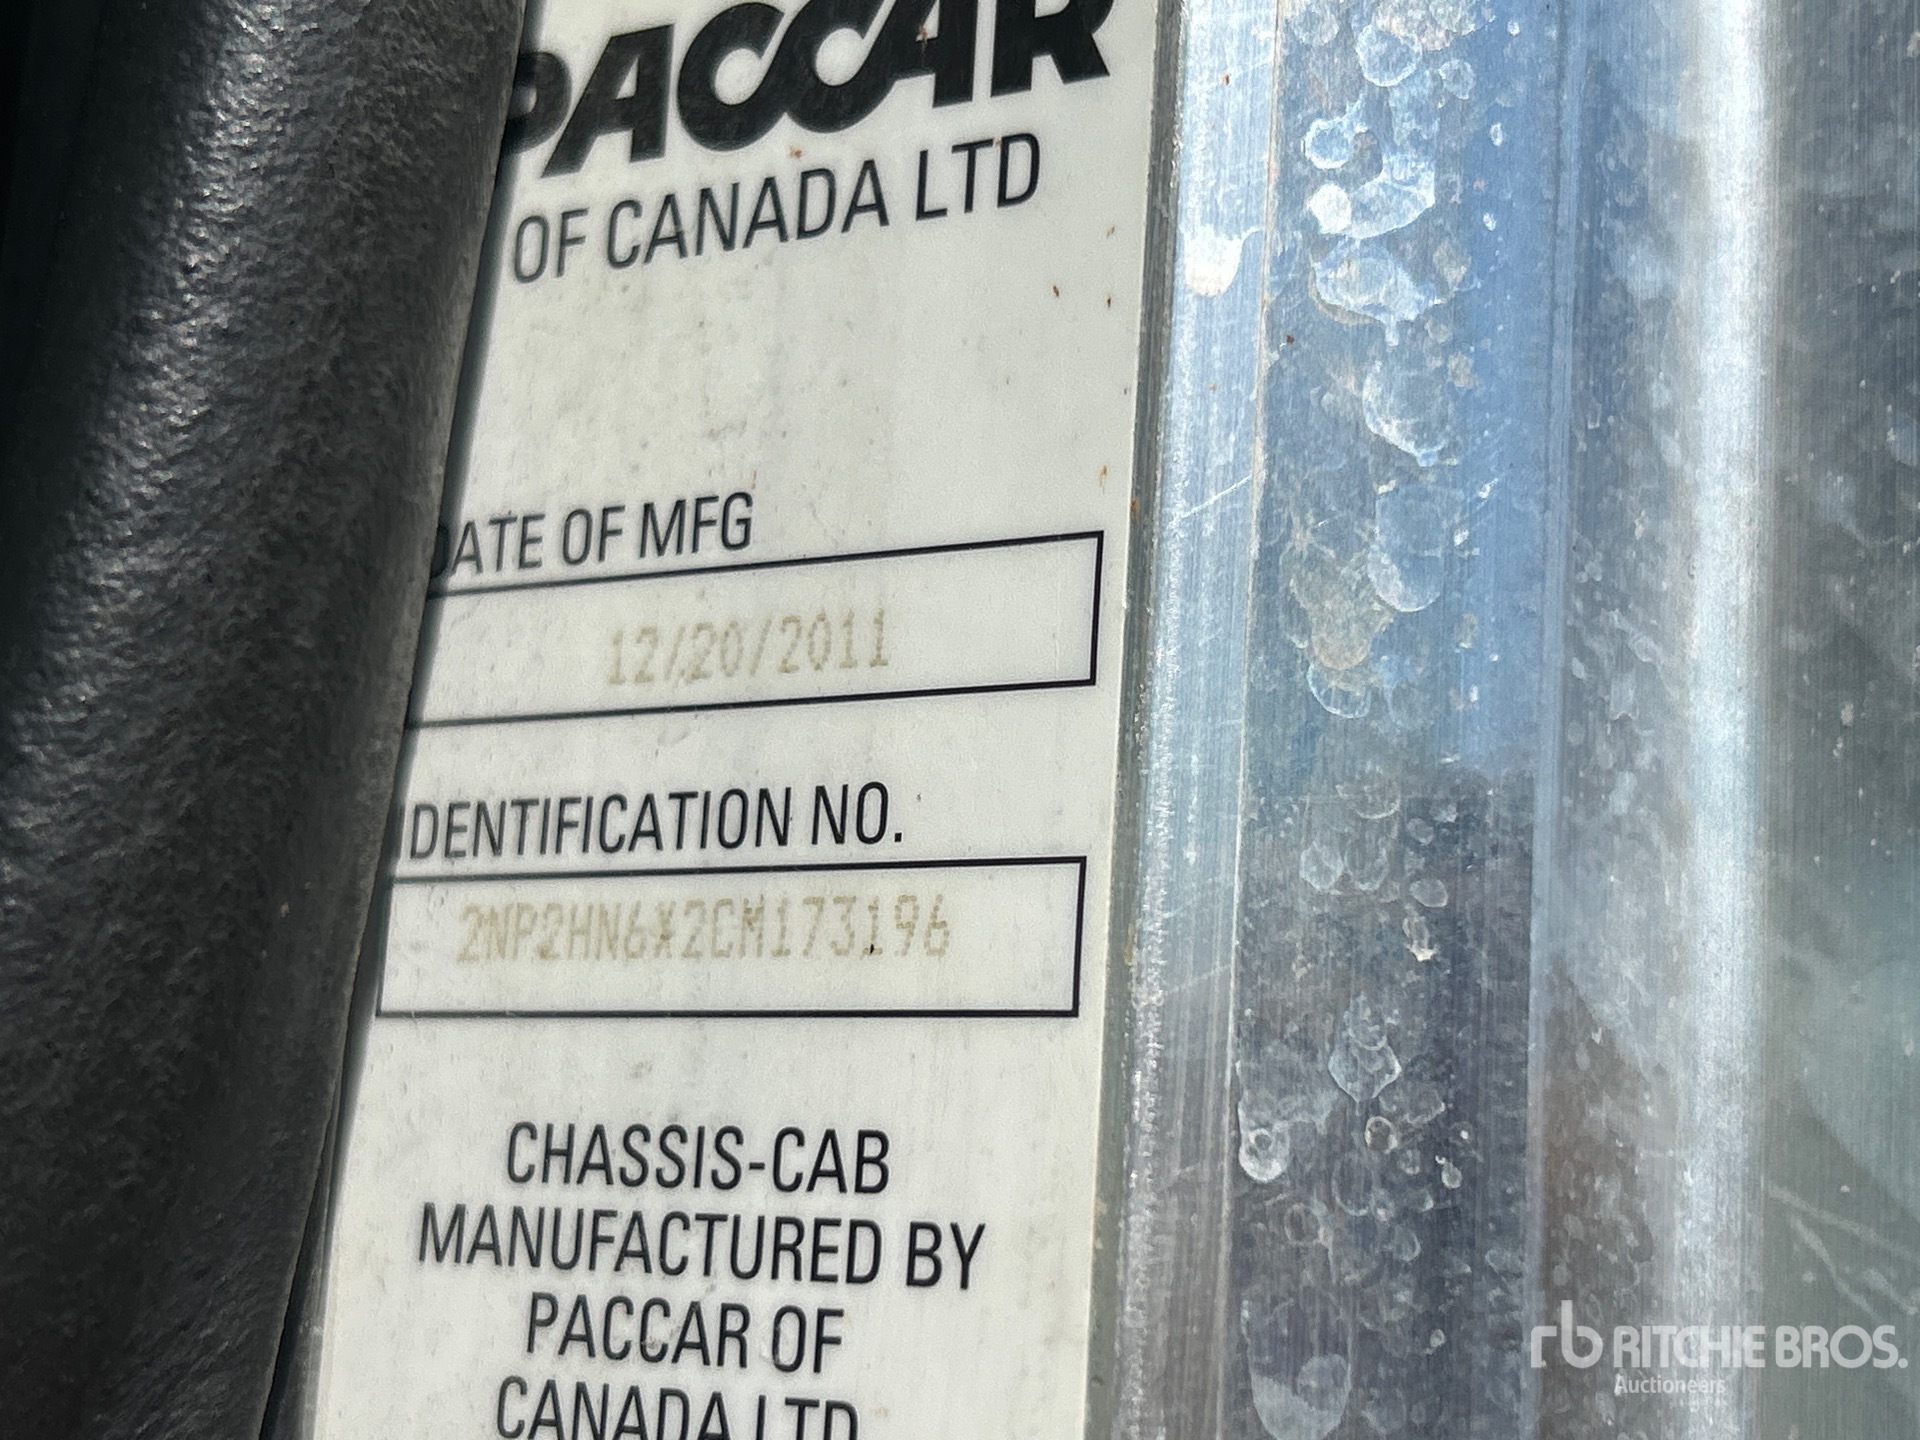 PACCAR
OF CANADA LTD
DATE OF MFG
12/20/2011
IDENTIFICATION NO.
2NP2HN6X2CM173196
CHASSIS-CAB
MANUFACTURED BY
PACCAR OF
CANADA LTD
rb RITCHIE BROS.
Auctioneers